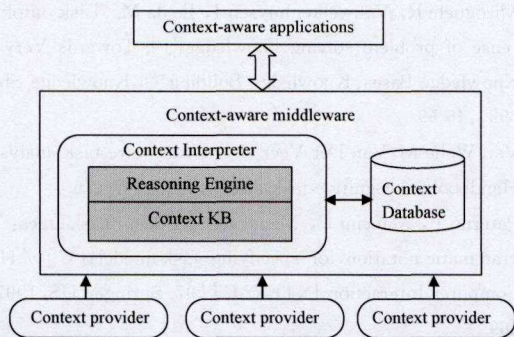 Context-aware applications
Context-aware middleware
Context Interpreter
Reasoning Engine
Context KB
Context
Database
Context provider
Context provider
Context provider